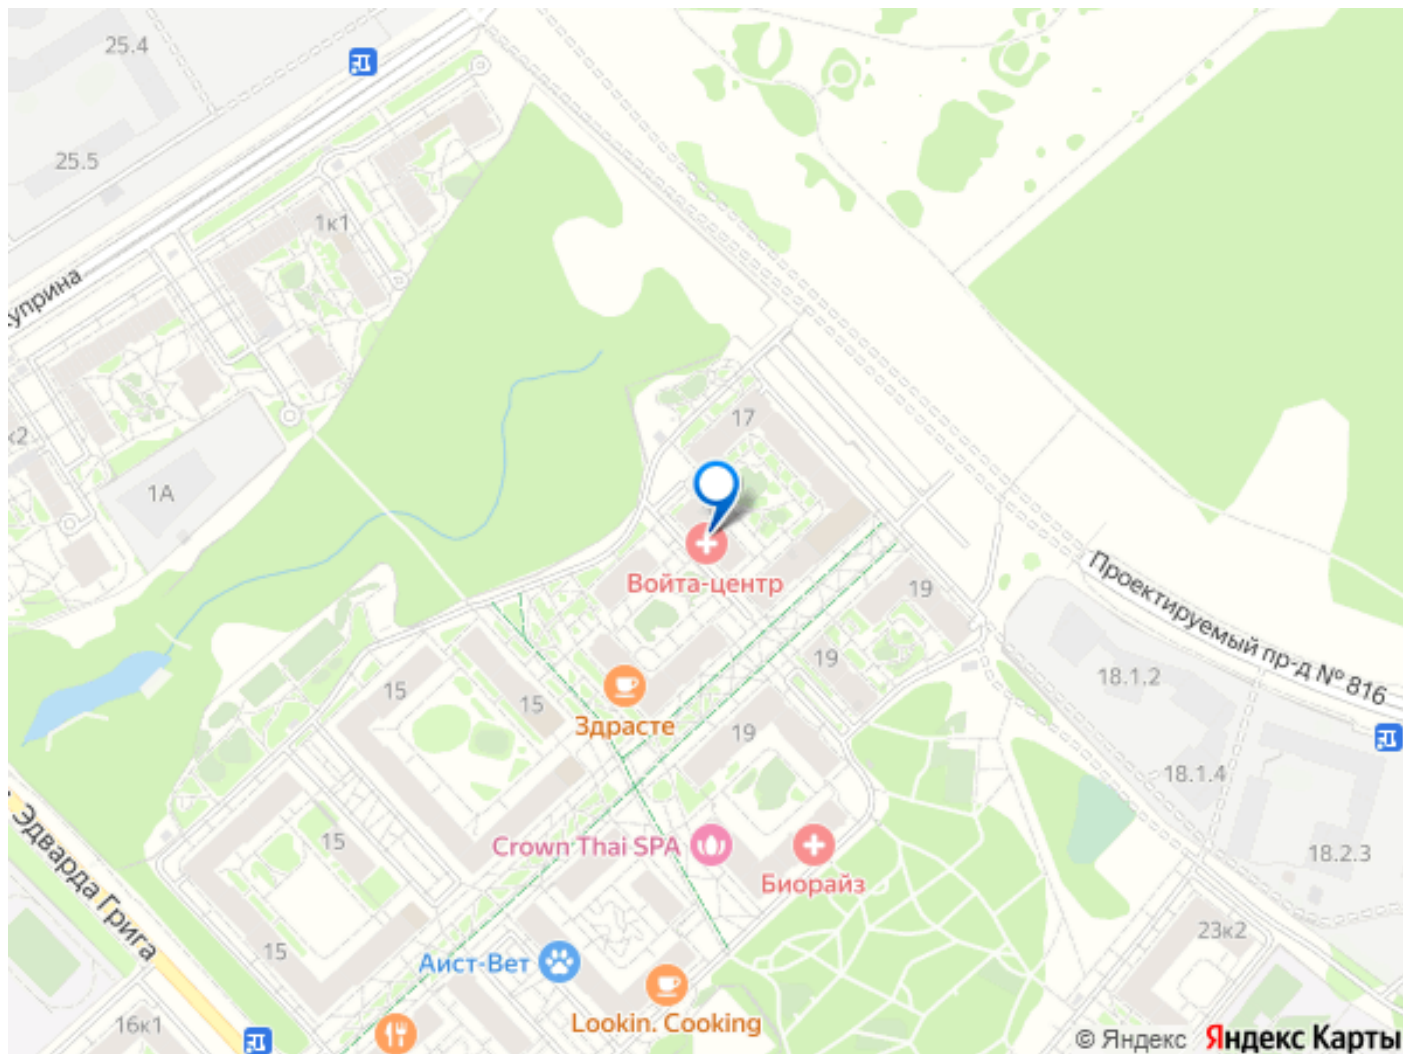 25.4
25.5
1к1
уприна
к2
1А
17
Войта-центр
19
19
Проектируемый пр-д № 816
18.1.2
15
15
Здрасте
19
18.1.4
Эдварда Грига
15
Crown Thai SPA
Биорайз
18.2.3
15
Аист-Вет
23к2
16к1
Lookin. Cooking
© Яндекс Яндекс Карты